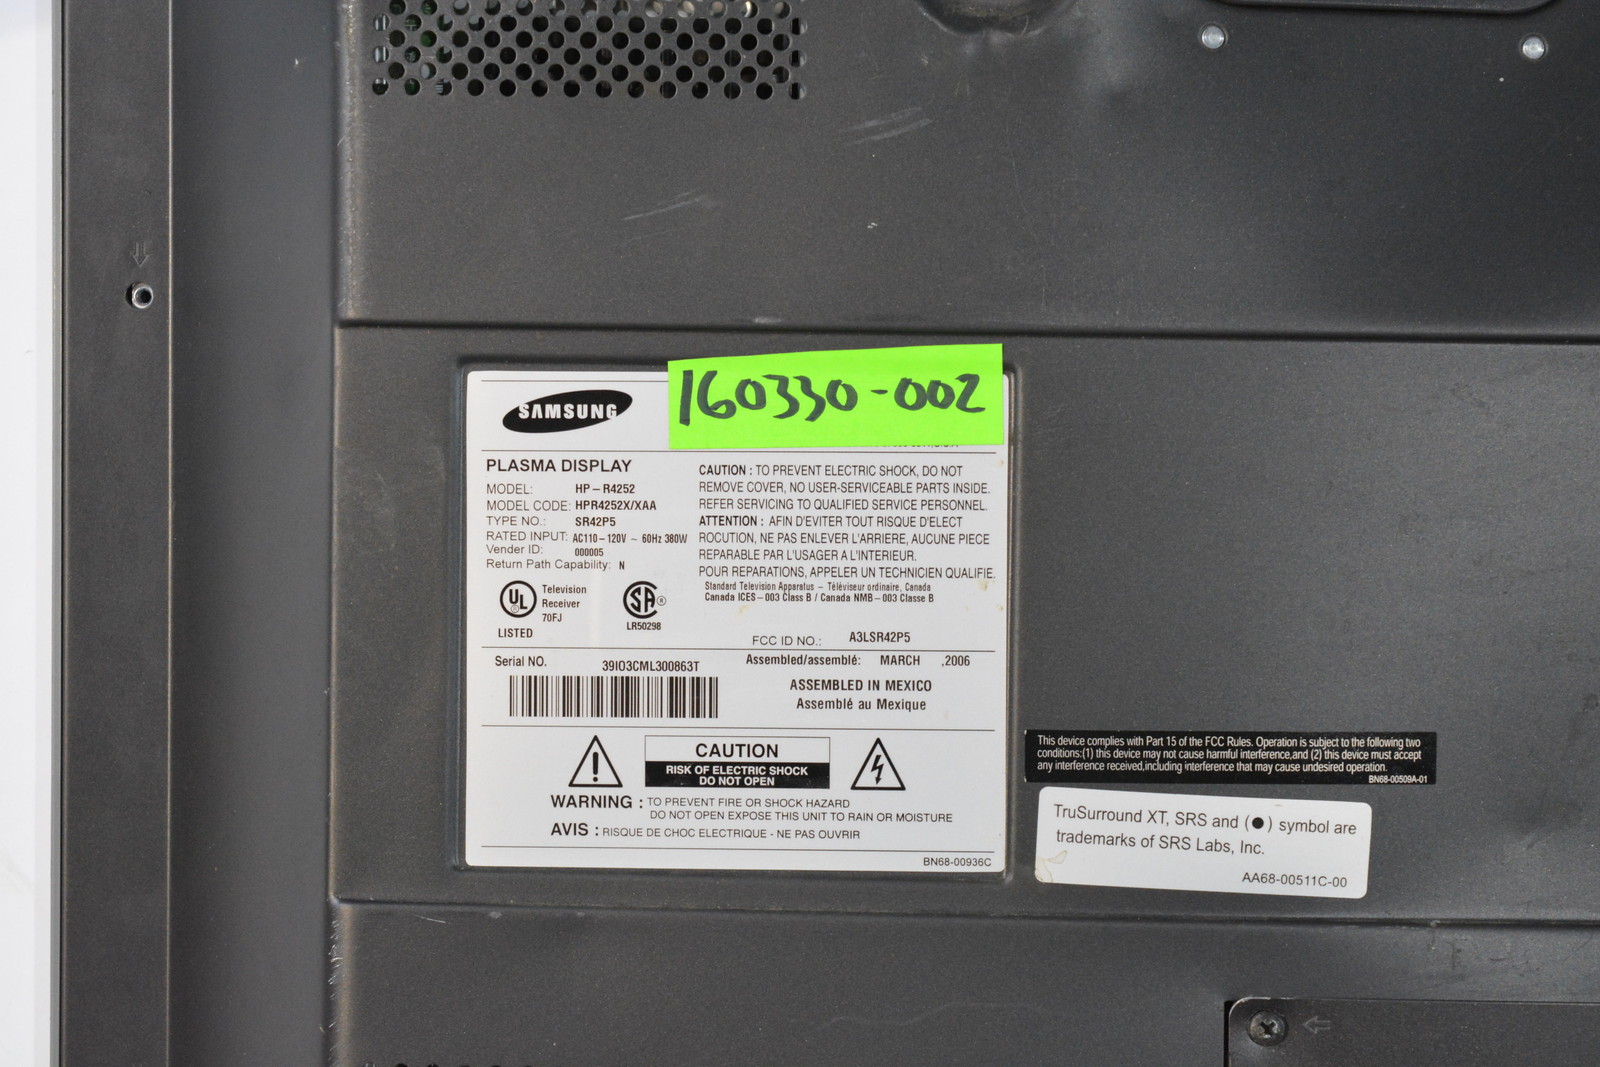 160330-002
SAMSUNG
PLASMA DISPLAY
MODEL: HP-R4252
MODEL CODE: HPR4252X/XAA
TYPE NO.: SR42P5
RATED INPUT: AC110-120V ~ 60Hz 380W
Vender ID: 000005
Return Path Capability: N
UL
LISTED
Television
Receiver
70FJ
SA ®
LR50298
CAUTION : TO PREVENT ELECTRIC SHOCK, DO NOT
REMOVE COVER, NO USER-SERVICEABLE PARTS INSIDE.
REFER SERVICING TO QUALIFIED SERVICE PERSONNEL.
ATTENTION : AFIN D'EVITER TOUT RISQUE D'ELECT
ROCUTION, NE PAS ENLEVER L'ARRIERE, AUCUNE PIECE
REPARABLE PAR L'USAGER A L'INTERIEUR.
POUR REPARATIONS, APPELER UN TECHNICIEN QUALIFIE.
Standard Television Apparatus - Téléviseur ordinaire, Canada
Canada ICES-003 Class B / Canada NMB-003 Classe B
FCC ID NO.: A3LSR42P5
Serial NO. 39IO3CML300863T
Assembled/assemblé: MARCH ,2006
ASSEMBLED IN MEXICO
Assemblé au Mexique
CAUTION
RISK OF ELECTRIC SHOCK
DO NOT OPEN
WARNING : TO PREVENT FIRE OR SHOCK HAZARD
DO NOT OPEN EXPOSE THIS UNIT TO RAIN OR MOISTURE
AVIS : RISQUE DE CHOC ELECTRIQUE - NE PAS OUVRIR
BN68-00936C
This device complies with Part 15 of the FCC Rules. Operation is subject to the following two
conditions:(1) this device may not cause harmful interference,and (2) this device must accept
any interference received,including interference that may cause undesired operation.
BN68-00509A-01
TruSurround XT, SRS and (●) symbol are
trademarks of SRS Labs, Inc.
AA68-00511C-00